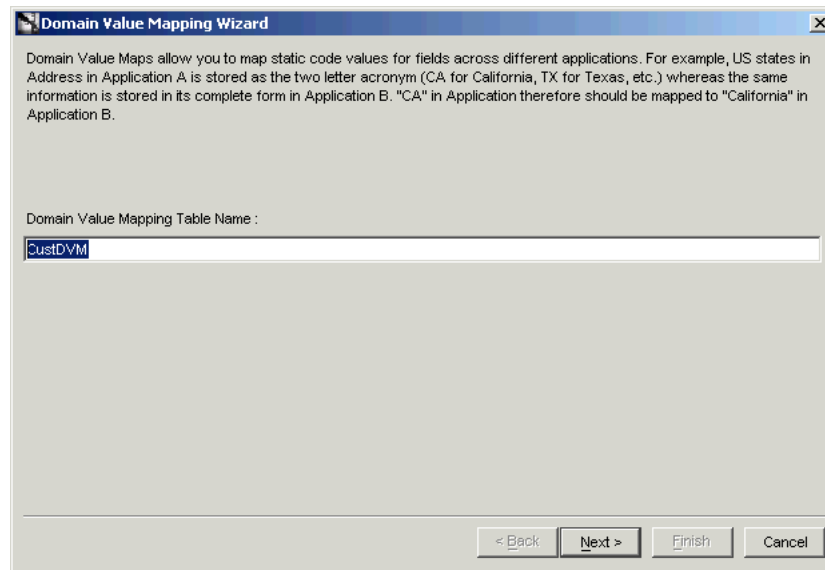 Domain Value Mapping Wizard
Domain Value Maps allow you to map static code values for fields across different applications. For example, US states in
Address in Application A is stored as the two letter acronym (CA for California, TX for Texas, etc.) whereas the same
information is stored in its complete form in Application B. "CA" in Application therefore should be mapped to "California" in
Application B.
Domain Value Mapping Table Name :
CustDVM
< Back Next > Finish Cancel